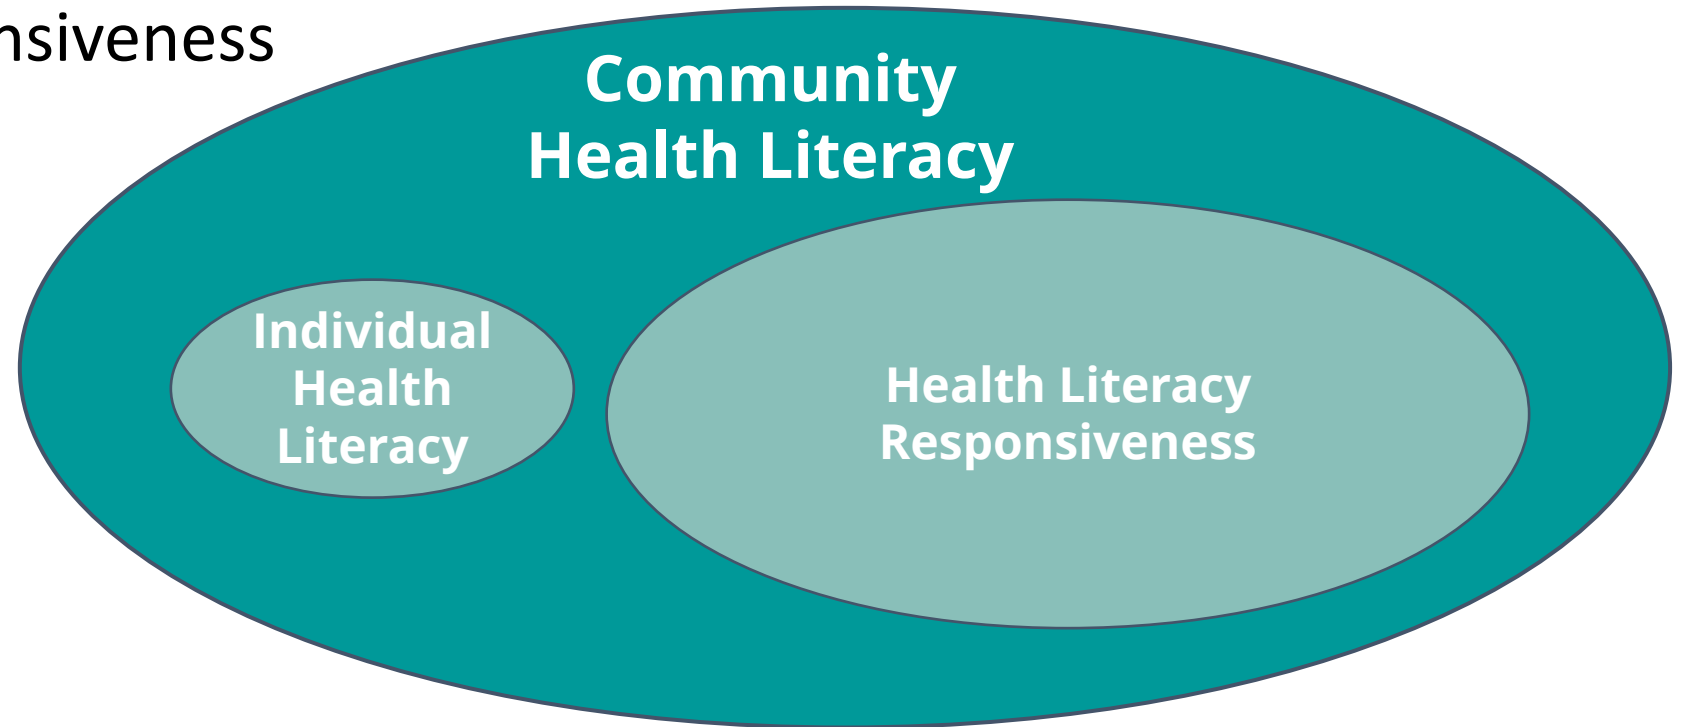 nsiveness
Community
Health Literacy
Individual
Health
Literacy
Health Literacy
Responsiveness